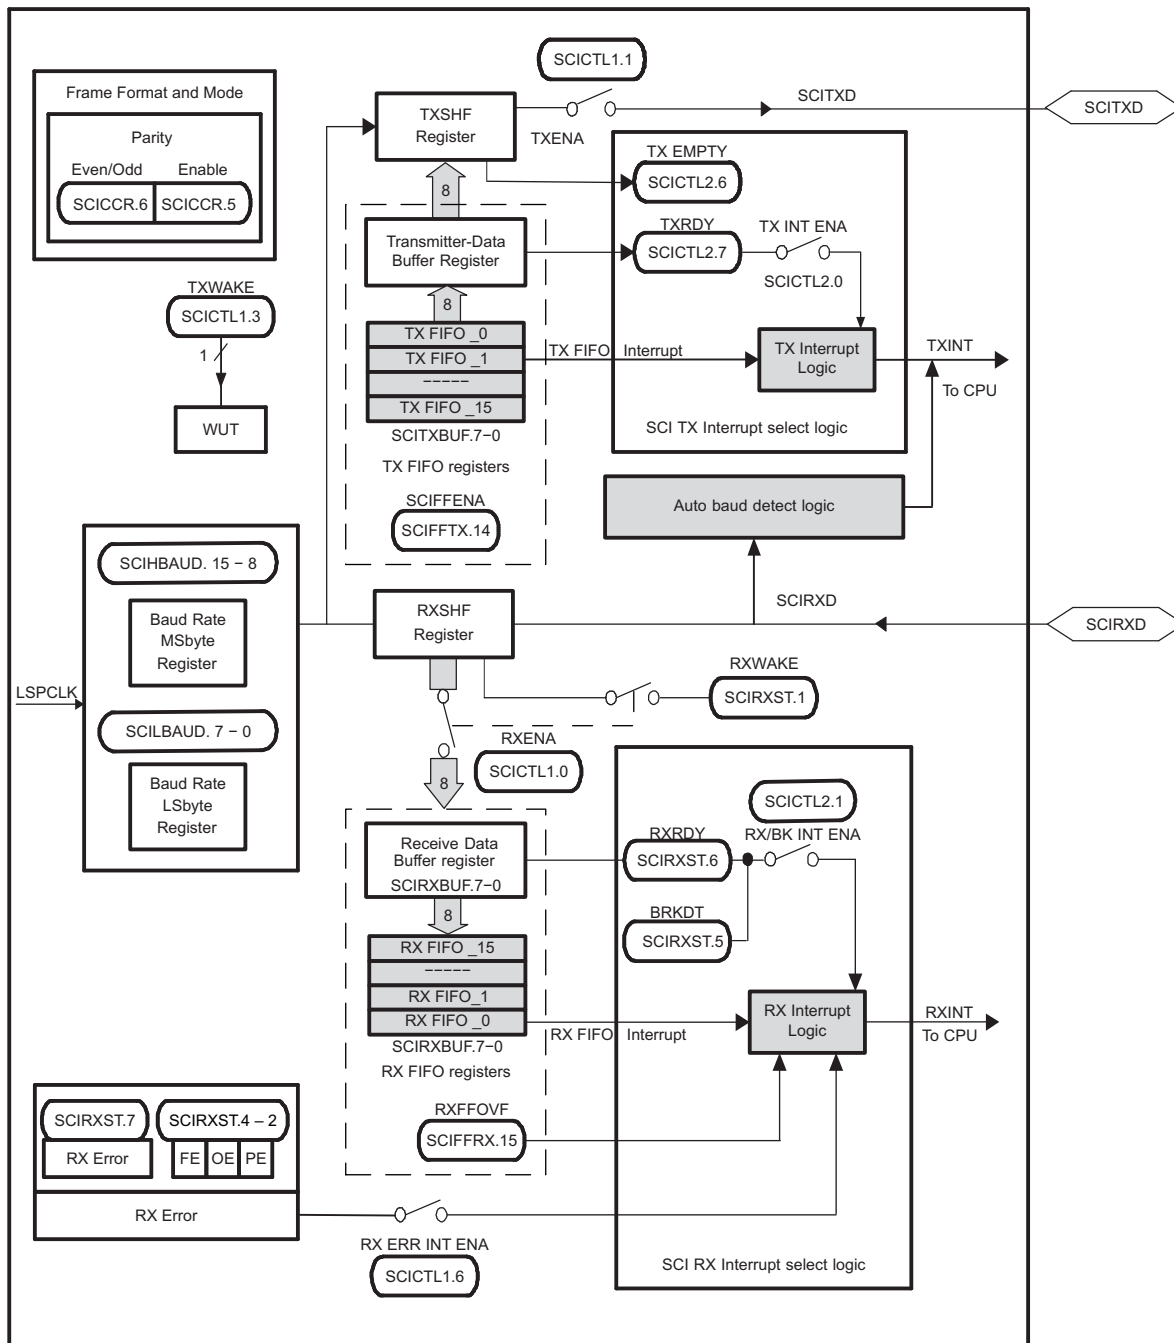 SCICTL1.1
Frame Format and Mode
Parity
Even/Odd Enable
SCICCR.6 SCICCR.5
TXSHF
Register
TXENA
SCITXD
SCITXD
TX EMPTY
SCICTL2.6
8
Transmitter-Data
Buffer Register
TXRDY
SCICTL2.7
TX INT ENA
SCICTL2.0
TXWAKE
SCICTL1.3
1
WUT
8
TX FIFO _0
TX FIFO _1
-----
TX FIFO _15
SCITXBUF.7-0
TX FIFO registers
TX FIFO Interrupt
TX Interrupt
Logic
TXINT
To CPU
SCI TX Interrupt select logic
SCIFFENA
SCIFFTX.14
Auto baud detect logic
SCIHBAUD. 15 – 8
Baud Rate
MSbyte
Register
LSPCLK
SCILBAUD. 7 – 0
Baud Rate
LSbyte
Register
RXSHF
Register
SCIRXD
SCIRXD
RXWAKE
SCIRXST.1
RXENA
SCICTL1.0
8
SCICTL2.1
RX/BK INT ENA
Receive Data
Buffer register
SCIRXBUF.7-0
RXRDY
SCIRXST.6
8
BRKDT
SCIRXST.5
RX FIFO _15
-----
RX FIFO_1
RX FIFO _0
SCIRXBUF.7-0
RX FIFO registers
RX FIFO Interrupt
RX Interrupt
Logic
RXINT
To CPU
RXFFOVF
SCIFFRX.15
SCIRXST.7 SCIRXST.4 – 2
RX Error FE OE PE
RX Error
RX ERR INT ENA
SCICTL1.6
SCI RX Interrupt select logic